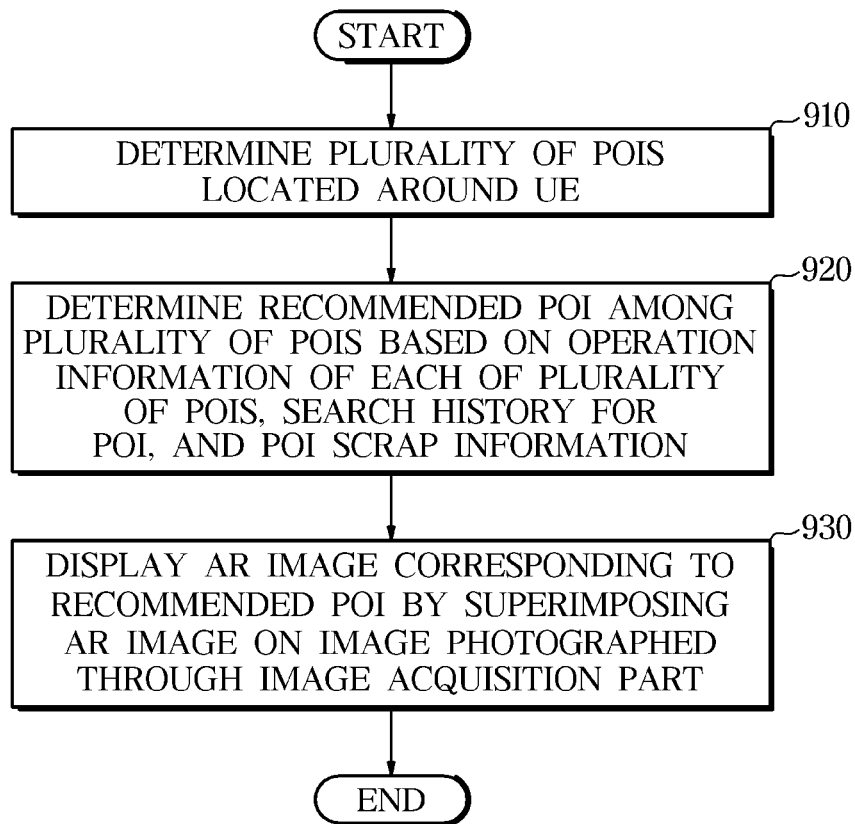 START
910
DETERMINE PLURALITY OF POIS
LOCATED AROUND UE
920
DETERMINE RECOMMENDED POI AMONG
PLURALITY OF POIS BASED ON OPERATION
INFORMATION OF EACH OF PLURALITY
OF POIS, SEARCH HISTORY FOR
POI, AND POI SCRAP INFORMATION
930
DISPLAY AR IMAGE CORRESPONDING TO
RECOMMENDED POI BY SUPERIMPOSING
AR IMAGE ON IMAGE PHOTOGRAPHED
THROUGH IMAGE ACQUISITION PART
END